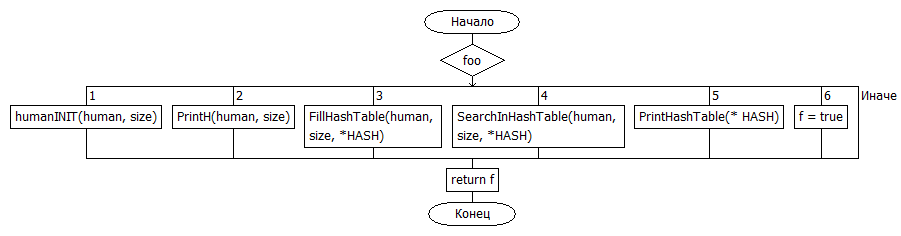 Начало
foo
1 2 3 4 5 6 Иначе
humanINIT(human, size)
PrintH(human, size)
FillHashTable(human,
size, *HASH)
SearchInHashTable(human,
size, *HASH)
PrintHashTable(* HASH)
f = true
return f
Конец